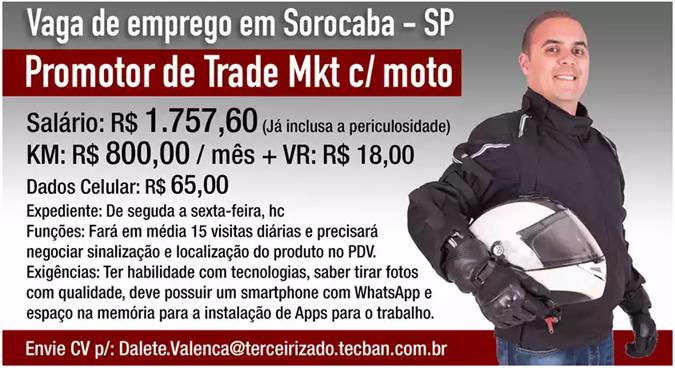 Vaga de emprego em Sorocaba – SP
Promotor de Trade Mkt c/ moto
Salário: R$ 1.757,60 (Já inclusa a periculosidade)
KM: R$ 800,00 / mês + VR: R$ 18,00
Dados Celular: R$ 65,00
Expediente: De seguda a sexta-feira, hc
Funções: Fará em média 15 visitas diárias e precisará
negociar sinalização e localização do produto no PDV.
Exigências: Ter habilidade com tecnologias, saber tirar fotos
com qualidade, deve possuir um smartphone com WhatsApp e
espaço na memória para a instalação de Apps para o trabalho.
Envie CV p/: Dalete.Valenca@terceirizado.tecban.com.br